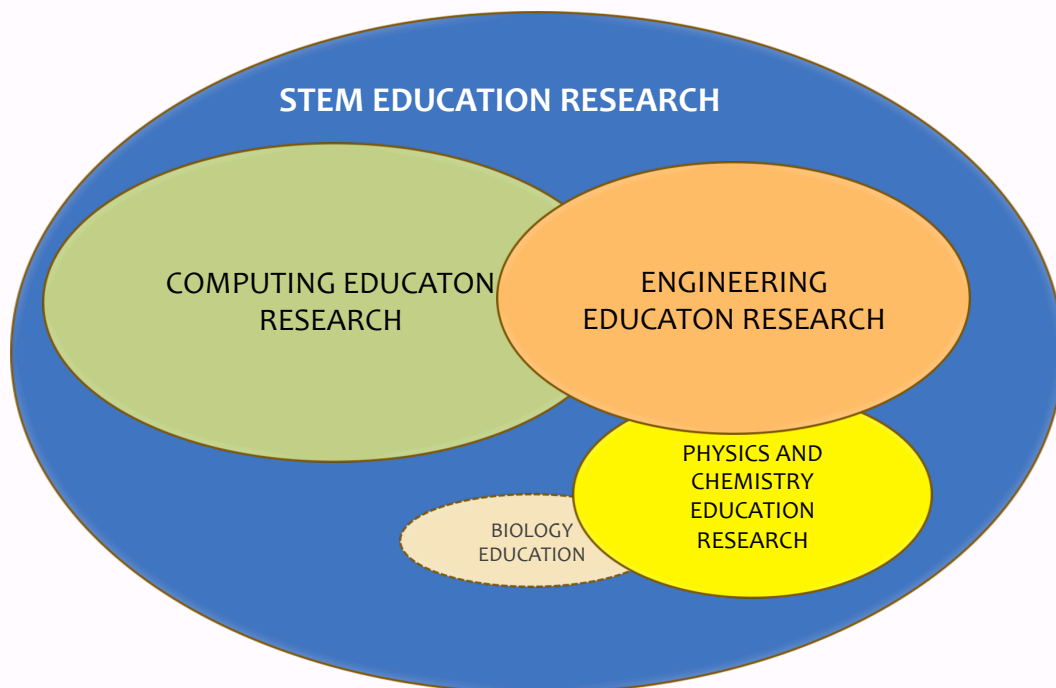 STEM EDUCATION RESEARCH
COMPUTING EDUCATON
RESEARCH
ENGINEERING
EDUCATON RESEARCH
PHYSICS AND
CHEMISTRY
EDUCATION
RESEARCH
BIOLOGY
EDUCATION